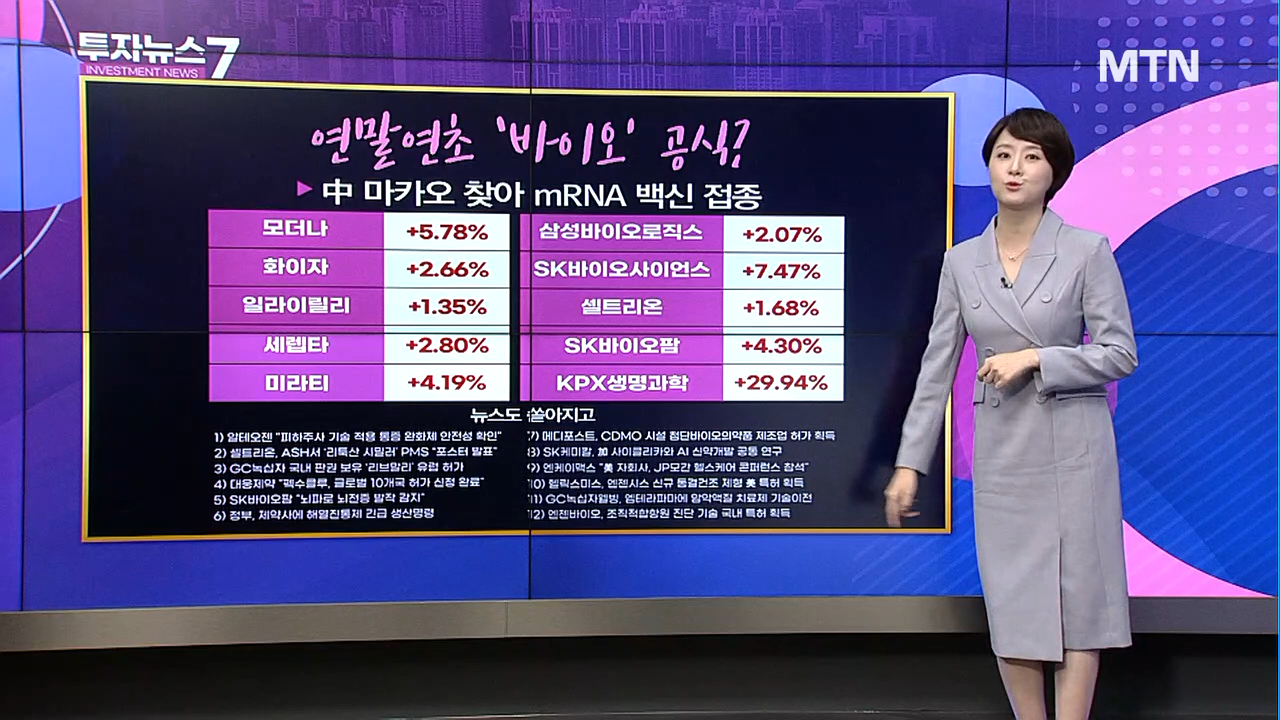 투자뉴스7
INVESTMENT NEWS
MTN
연말연초 '바이오' 공식?
▶ 中 마카오 찾아 mRNA 백신 접종
모더나 +5.78% 삼성바이오로직스 +2.07%
화이자 +2.66% SK바이오사이언스 +7.47%
일라이릴리 +1.35% 셀트리온 +1.68%
세렙타 +2.80% SK바이오팜 +4.30%
미라티 +4.19% KPX생명과학 +29.94%
뉴스도 쏟아지고
1) 알테오젠 "피하주사 기술 적용 통증 완화제 안전성 확인"
2) 셀트리온, ASH서 '리툭산 시밀러' PMS "포스터 발표"
3) GC녹십자 국내 판권 보유 '리브말리' 유럽 허가
4) 대웅제약 "펙수클루, 글로벌 10개국 허가 신청 완료"
5) SK바이오팜 "뇌파로 뇌전증 발작 감지"
6) 정부, 제약사에 해열진통제 긴급 생산명령
7) 메디포스트, CDMO 시설 첨단바이오의약품 제조업 허가 획득
8) SK케미칼, 加 사이클리카와 AI 신약개발 공동 연구
9) 엔케이맥스 "美 자회사, JP모간 헬스케어 콘퍼런스 참석"
10) 헬릭스미스, 엔젠시스 신규 동결건조 제형 美 특허 획득
11) GC녹십자웰빙, 엠테라파마에 암악액질 치료제 기술이전
12) 엔젠바이오, 조직적합항원 진단 기술 국내 특허 획득